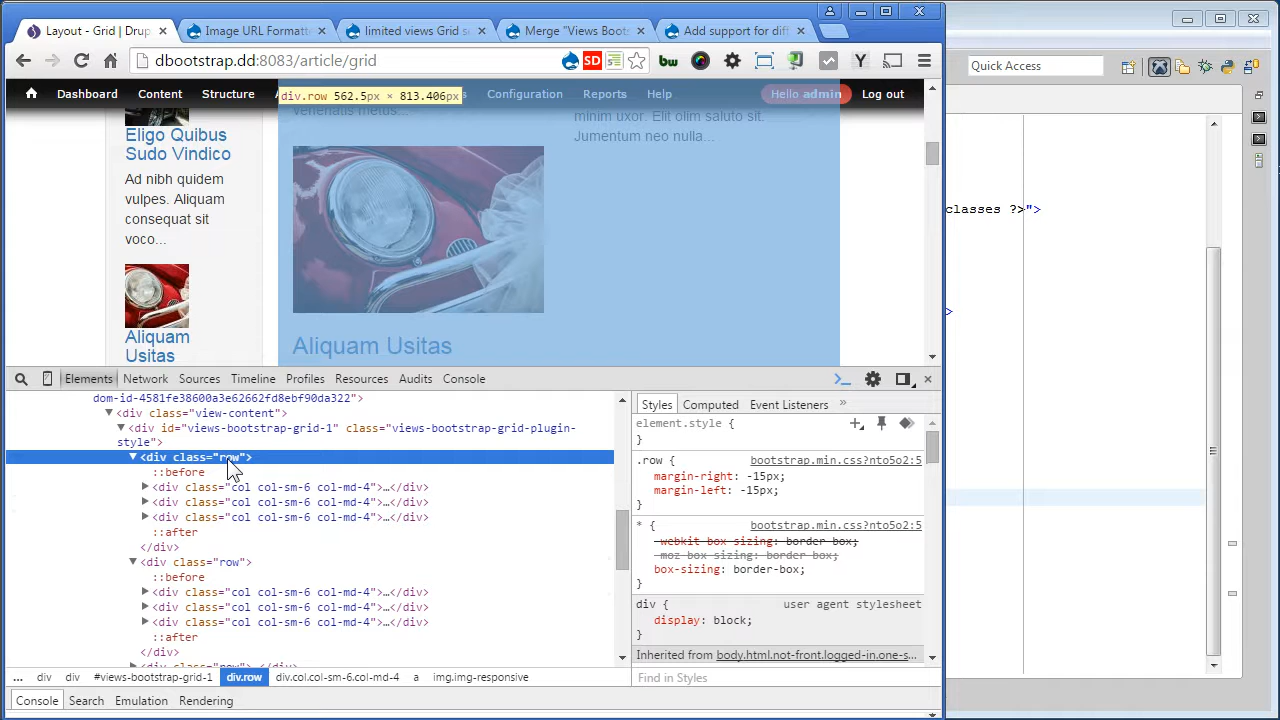 Layout - Grid | Drup
Image URL Formatte
limited views Grid se
Merge "Views Boots
Add support for diff
dbootstrap.dd:8083/article/grid
SD
bw
Y
Quick Access
Dashboard
Content
Structure
Configuration
Reports
Help
Hello admin
Log out
div.row 562.5px × 813.406px
venenatis metus...
minim uxor. Elit olim saluto sit.
Jumentum neo nulla...
Eligo Quibus
Sudo Vindico
Ad nibh quidem
vulpes. Aliquam
consequat sit
voco...
Aliquam
Usitas
Aliquam Usitas
classes ?>">
>
Elements
Network
Sources
Timeline
Profiles
Resources
Audits
Console
dom-id-4581fe38600a3e62662fd8ebf90da322">
<div class="view-content">
<div id="views-bootstrap-grid-1" class="views-bootstrap-grid-plugin-
style">
<div class="row">
::before
<div class="col col-sm-6 col-md-4">…</div>
<div class="col col-sm-6 col-md-4">…</div>
<div class="col col-sm-6 col-md-4">…</div>
::after
</div>
<div class="row">
::before
<div class="col col-sm-6 col-md-4">…</div>
<div class="col col-sm-6 col-md-4">…</div>
<div class="col col-sm-6 col-md-4">…</div>
::after
</div>
<div class="row">…</div>
Styles
Computed
Event Listeners
»
element.style {
}
.row { bootstrap.min.css?nto5o2:5
margin-right: -15px;
margin-left: -15px;
}
* { bootstrap.min.css?nto5o2:5
-webkit-box-sizing: border-box;
-moz-box-sizing: border-box;
box-sizing: border-box;
}
div { user agent stylesheet
display: block;
}
Inherited from body.html.not-front.logged-in.one-s…
Find in Styles
...
div
div
#views-bootstrap-grid-1
div.row
div.col.col-sm-6.col-md-4
a
img.img-responsive
Console
Search
Emulation
Rendering